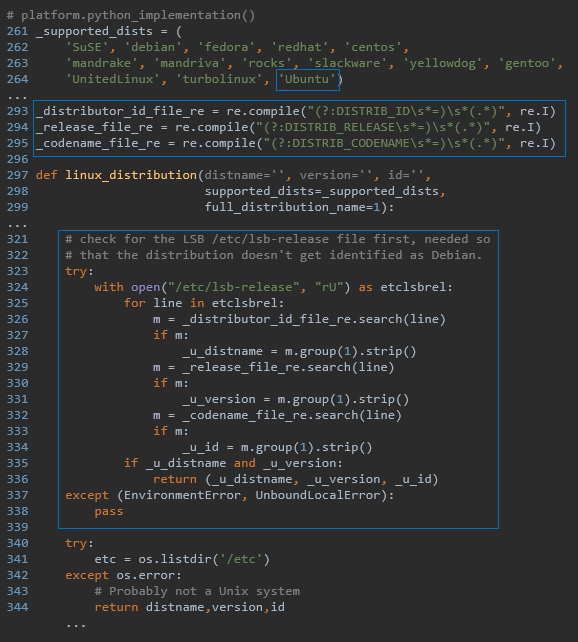 # platform.python_implementation()
261 _supported_dists = (
262     'SuSE', 'debian', 'fedora', 'redhat', 'centos',
263     'mandrake', 'mandriva', 'rocks', 'slackware', 'yellowdog', 'gentoo',
264     'UnitedLinux', 'turbolinux', 'Ubuntu')
...
293 _distributor_id_file_re = re.compile("(?:DISTRIB_ID\s*=)\s*(.*)", re.I)
294 _release_file_re = re.compile("(?:DISTRIB_RELEASE\s*=)\s*(.*)", re.I)
295 _codename_file_re = re.compile("(?:DISTRIB_CODENAME\s*=)\s*(.*)", re.I)
296
297 def linux_distribution(distname='', version='', id='',
298                        supported_dists=_supported_dists,
299                        full_distribution_name=1):
...
321     # check for the LSB /etc/lsb-release file first, needed so
322     # that the distribution doesn't get identified as Debian.
323     try:
324         with open("/etc/lsb-release", "rU") as etclsbrel:
325             for line in etclsbrel:
326                 m = _distributor_id_file_re.search(line)
327                 if m:
328                     _u_distname = m.group(1).strip()
329                 m = _release_file_re.search(line)
330                 if m:
331                     _u_version = m.group(1).strip()
332                 m = _codename_file_re.search(line)
333                 if m:
334                     _u_id = m.group(1).strip()
335             if _u_distname and _u_version:
336                 return (_u_distname, _u_version, _u_id)
337     except (EnvironmentError, UnboundLocalError):
338         pass
339
340     try:
341         etc = os.listdir('/etc')
342     except os.error:
343         # Probably not a Unix system
344         return distname,version,id
        ...